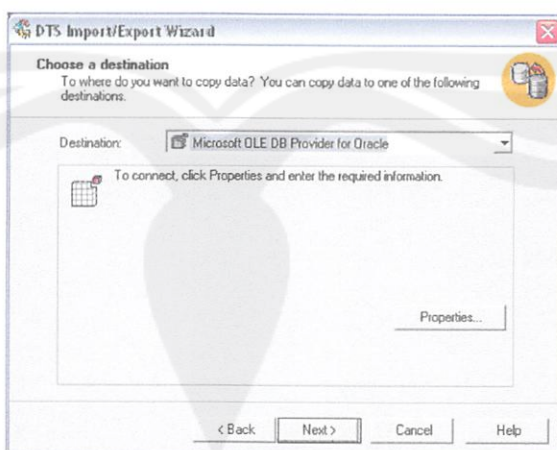 DTS Import/Export Wizard
Choose a destination
To where do you want to copy data? You can copy data to one of the following
destinations.
Destination:
Microsoft OLE DB Provider for Oracle
To connect, click Properties and enter the required information.
Properties...
< Back
Next >
Cancel
Help